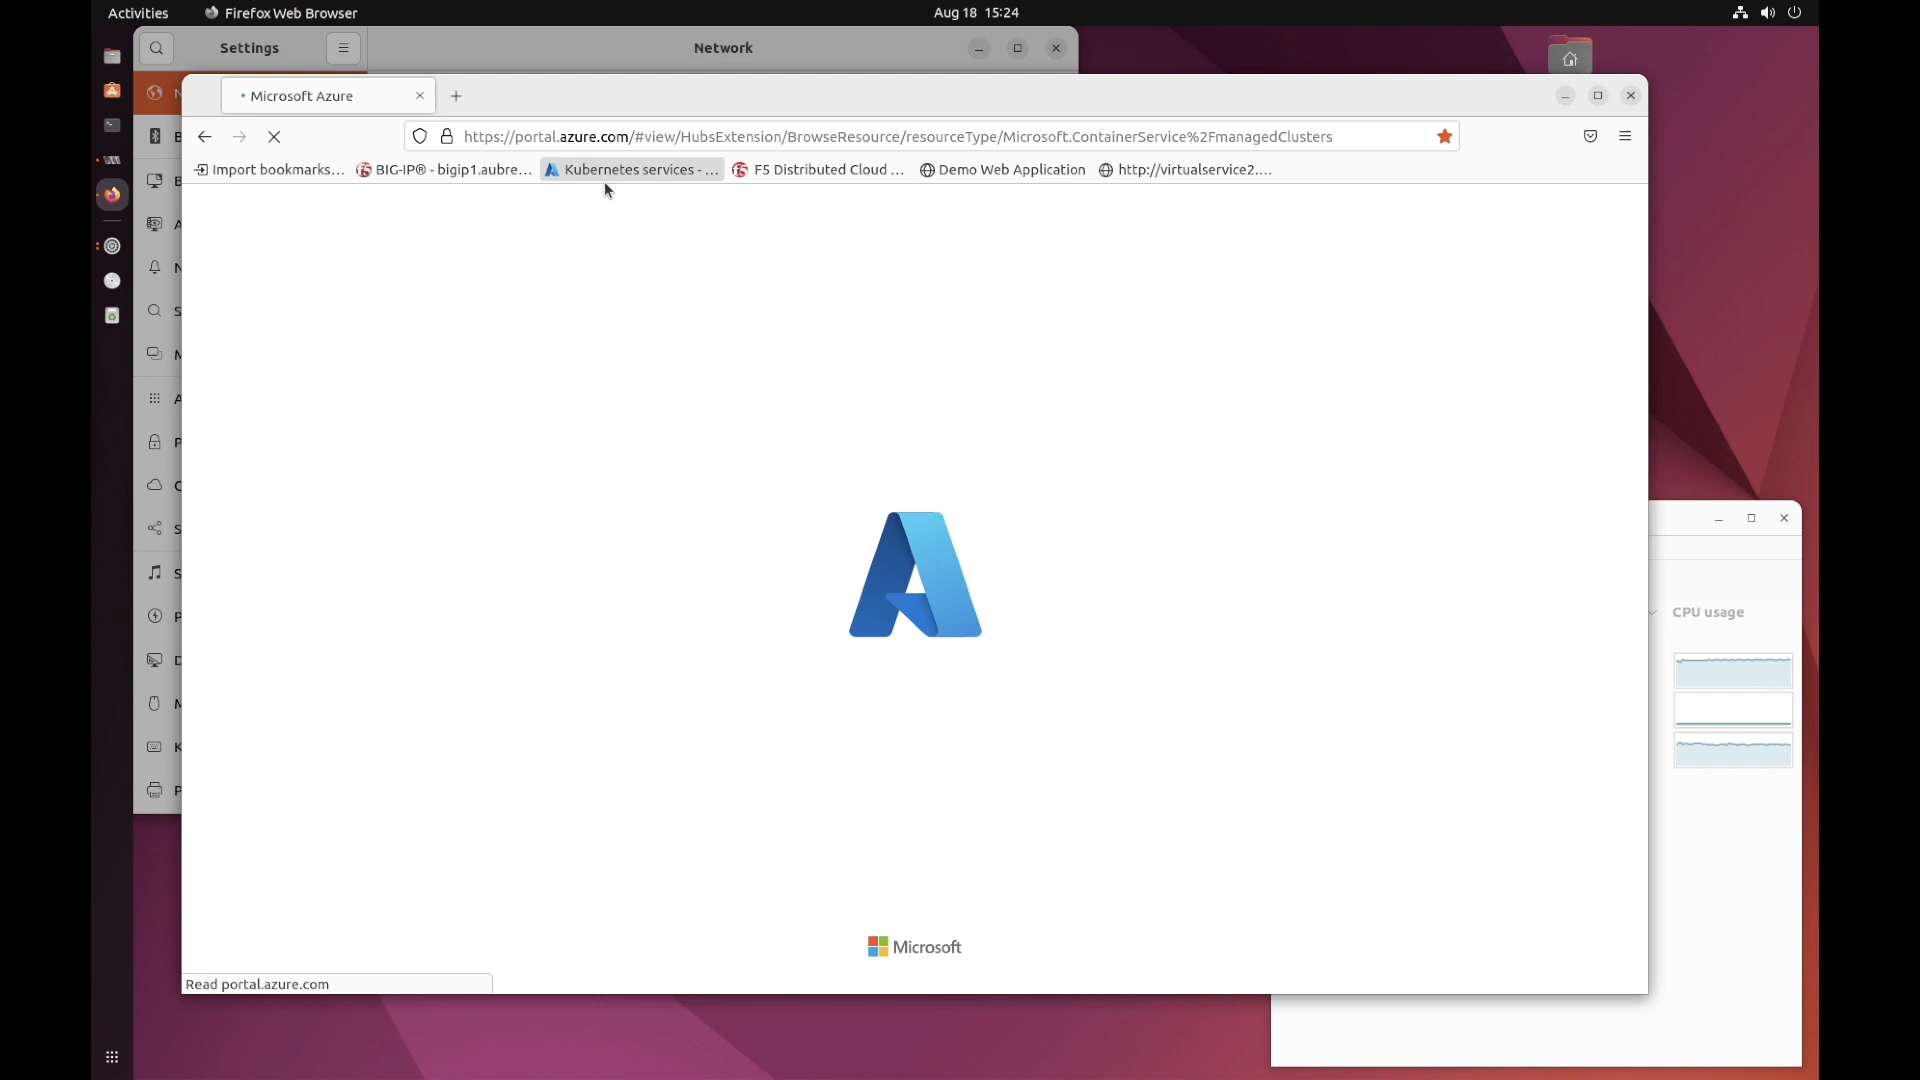 Activities
Firefox Web Browser
Aug 18 15:24
Settings
Network
Microsoft Azure
https://portal.azure.com/#view/HubsExtension/BrowseResource/resourceType/Microsoft.ContainerService%2FmanagedClusters
Import bookmarks...
BIG-IP® - bigip1.aubre...
Kubernetes services - ...
F5 Distributed Cloud ...
Demo Web Application
http://virtualservice2....
CPU usage
Microsoft
Read portal.azure.com